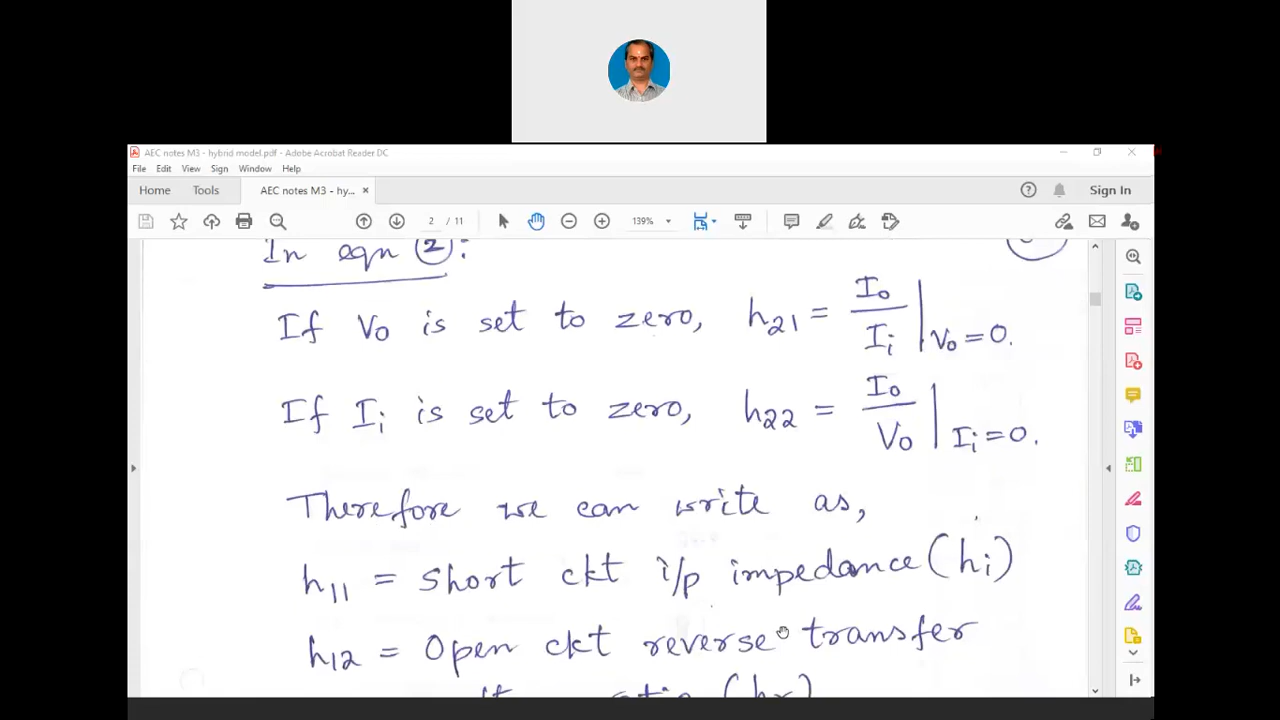 AEC notes M3 - hybrid model.pdf - Adobe Acrobat Reader DC
File Edit View Sign Window Help
Home Tools AEC notes M3 - hy... × Sign In
2 / 11 139%
In eqn ②:
If Vo is set to zero, h21 = Io/Ii |Vo=0.
If Ii is set to zero, h22 = Io/Vo |Ii=0.
Therefore we can write as,
h11 = Short ckt i/p impedance (hi)
h12 = Open ckt reverse transfer
(hr)